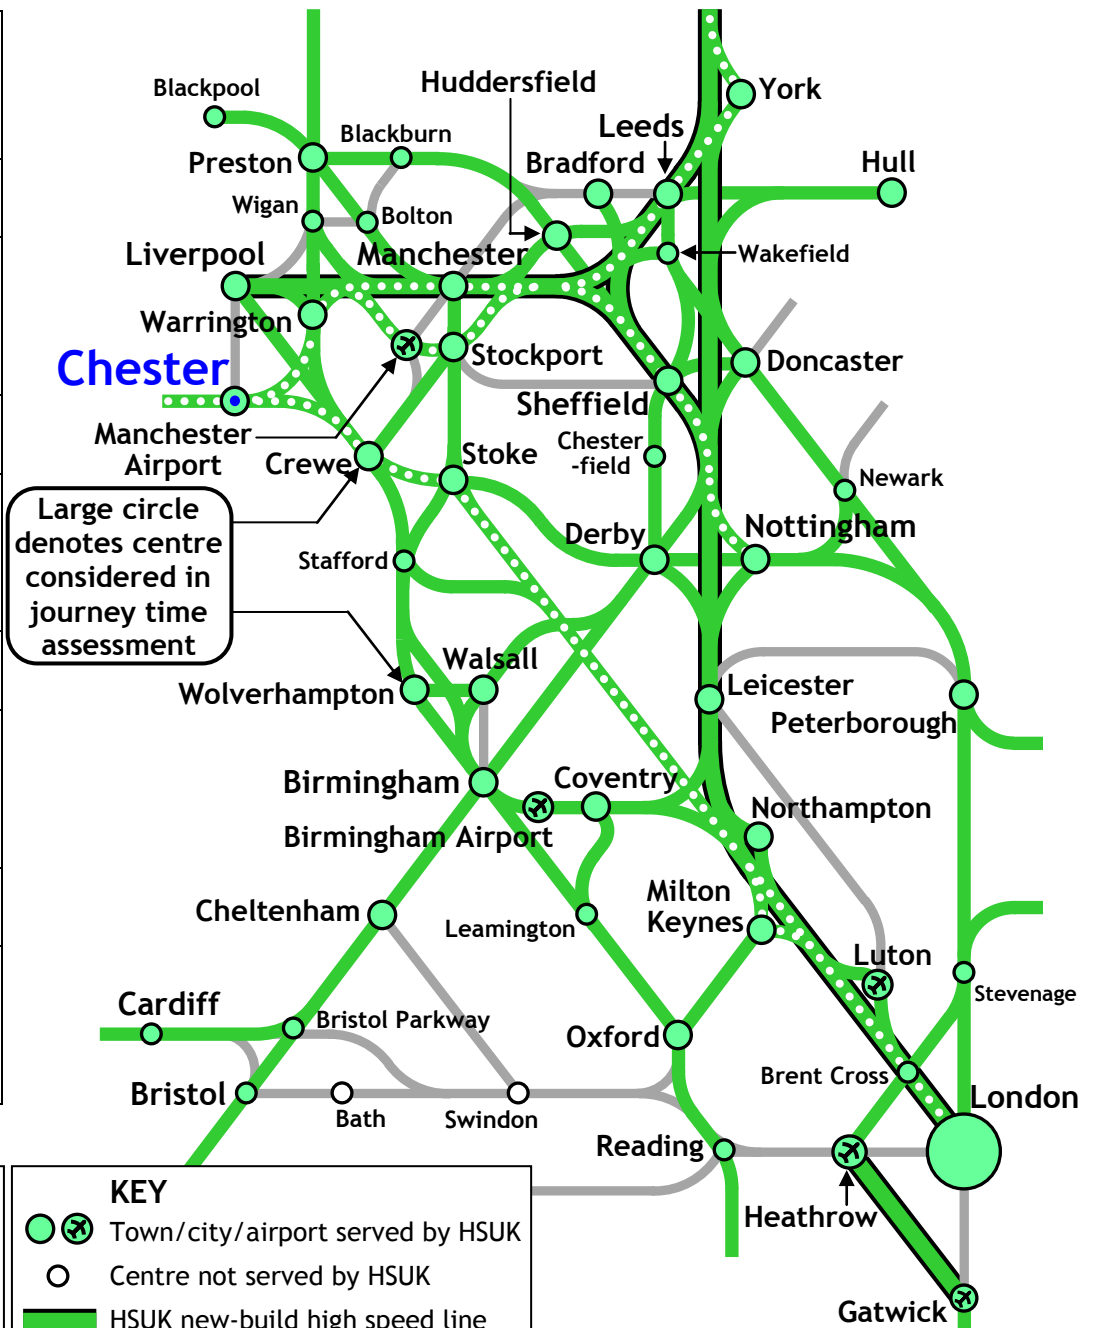 Huddersfield
Blackpool
York
Leeds
Blackburn
Bradford
Hull
Preston
Wigan
Bolton
Liverpool
Manchester
Wakefield
Warrington
Stockport
Doncaster
Chester
Sheffield
Manchester
Airport
Chester
-field
Crewe
Stoke
Newark
Large circle
denotes centre
considered in
journey time
assessment
Derby
Nottingham
Stafford
Walsall
Wolverhampton
Leicester
Peterborough
Birmingham
Coventry
Northampton
Birmingham Airport
Milton
Keynes
Cheltenham
Leamington
Luton
Cardiff
Bristol Parkway
Stevenage
Oxford
Brent Cross
Bristol
London
Bath
Swindon
Reading
Heathrow
KEY
Town/city/airport served by HSUK
Centre not served by HSUK
HSUK new-build high speed line
Gatwick